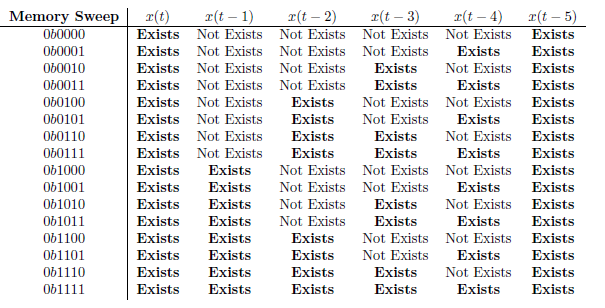 Memory Sweep x(t) x(t − 1) x(t − 2) x(t − 3) x(t − 4) x(t − 5)
0b0000 Exists Not Exists Not Exists Not Exists Not Exists Exists
0b0001 Exists Not Exists Not Exists Not Exists Exists Exists
0b0010 Exists Not Exists Not Exists Exists Not Exists Exists
0b0011 Exists Not Exists Not Exists Exists Exists Exists
0b0100 Exists Not Exists Exists Not Exists Not Exists Exists
0b0101 Exists Not Exists Exists Not Exists Exists Exists
0b0110 Exists Not Exists Exists Exists Not Exists Exists
0b0111 Exists Not Exists Exists Exists Exists Exists
0b1000 Exists Exists Not Exists Not Exists Not Exists Exists
0b1001 Exists Exists Not Exists Not Exists Exists Exists
0b1010 Exists Exists Not Exists Exists Not Exists Exists
0b1011 Exists Exists Not Exists Exists Exists Exists
0b1100 Exists Exists Exists Not Exists Not Exists Exists
0b1101 Exists Exists Exists Not Exists Exists Exists
0b1110 Exists Exists Exists Exists Not Exists Exists
0b1111 Exists Exists Exists Exists Exists Exists